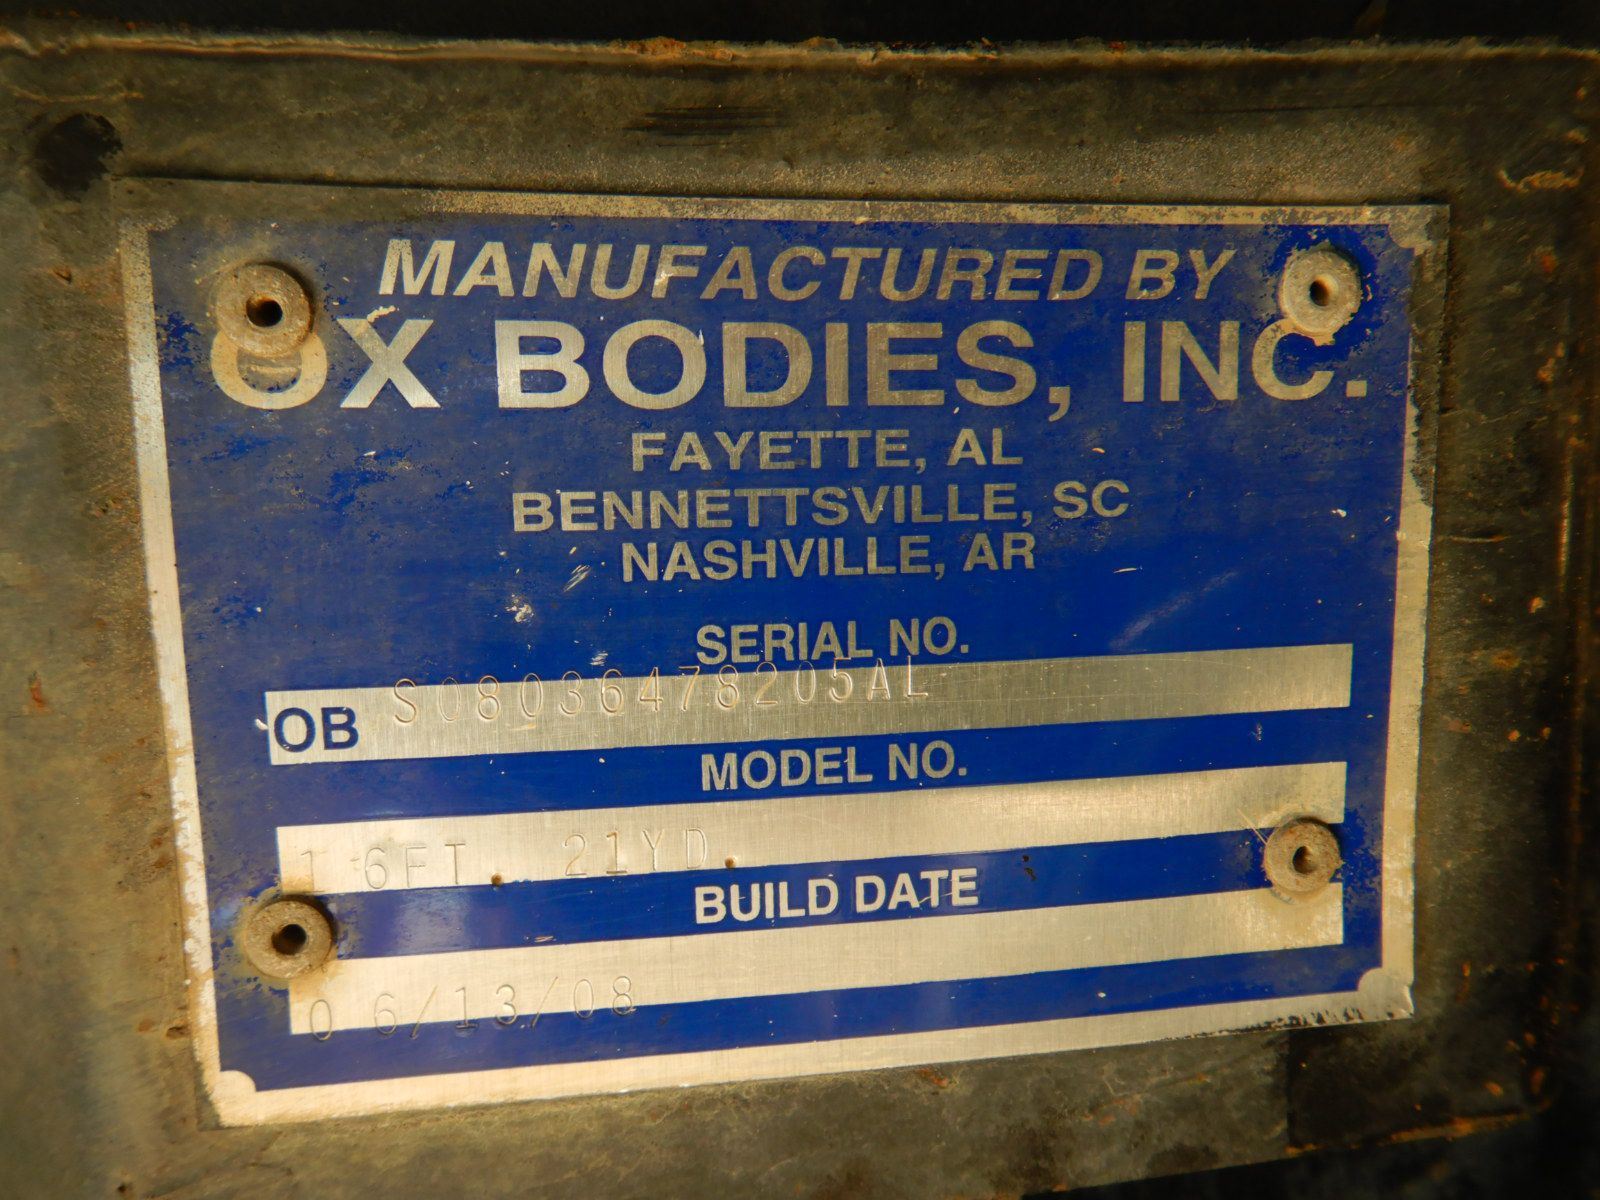 MANUFACTURED BY
OX BODIES, INC.
FAYETTE, AL
BENNETTSVILLE, SC
NASHVILLE, AR
SERIAL NO.
OB S08036478205AL
MODEL NO.
16FT. 21YD.
BUILD DATE
06/13/08